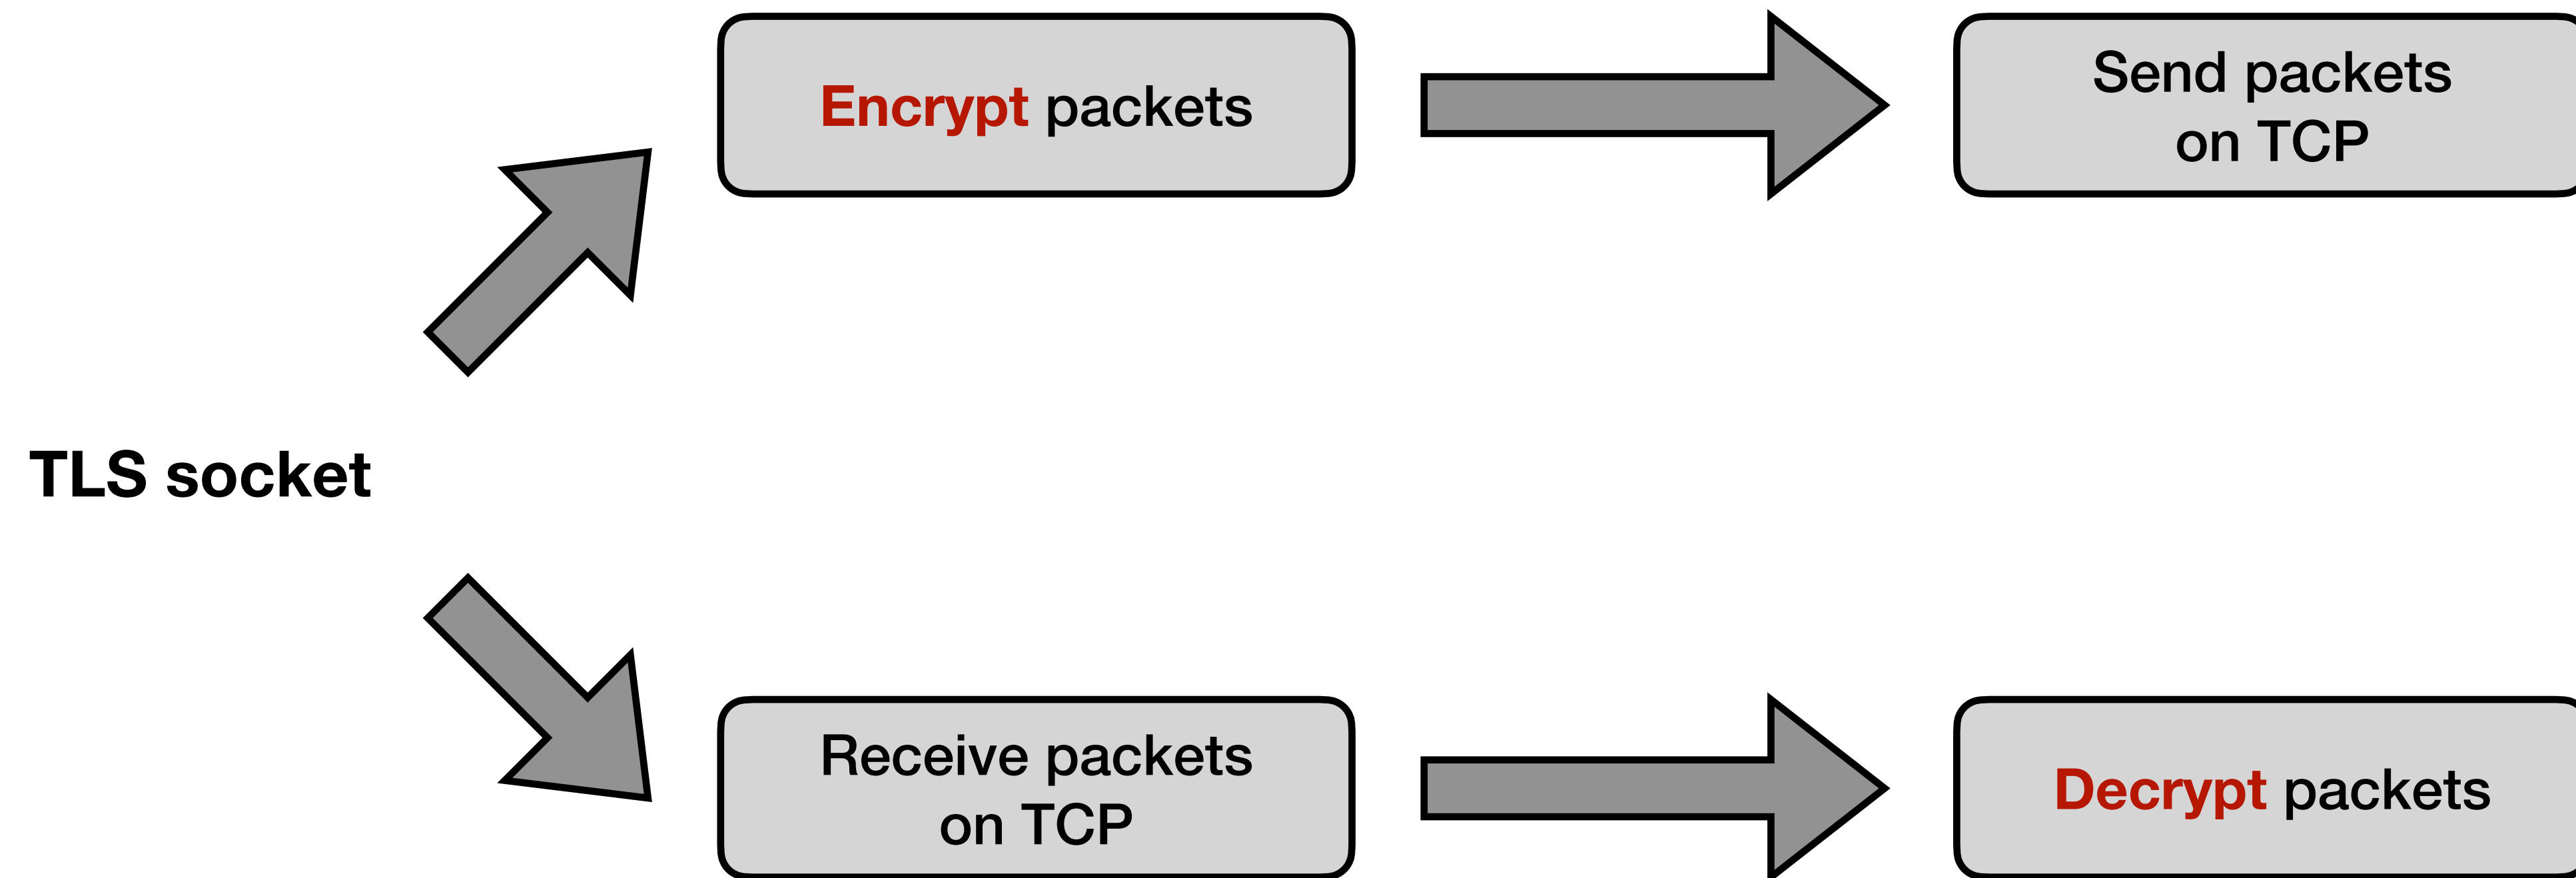 Encrypt packets
Send packets
on TCP
TLS socket
Receive packets
on TCP
Decrypt packets